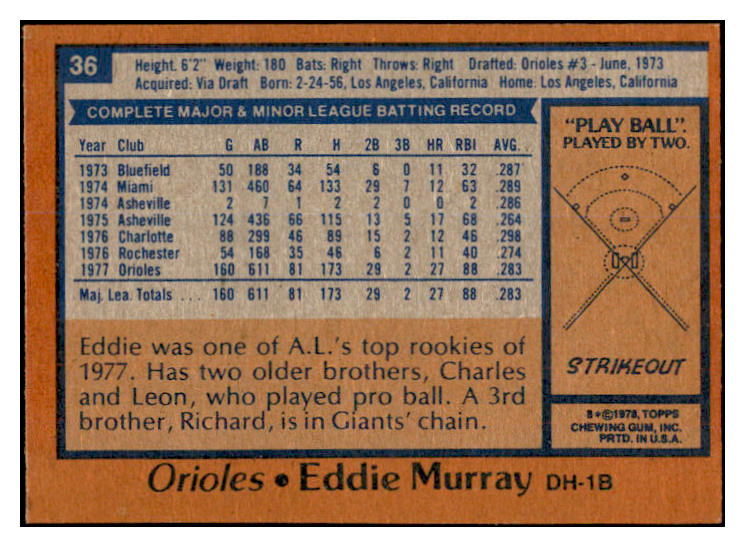 36
Height. 6'2" Weight: 180 Bats: Right Throws: Right Drafted: Orioles #3 - June, 1973
Acquired: Via Draft Born: 2-24-56, Los Angeles, California Home: Los Angeles, California
COMPLETE MAJOR & MINOR LEAGUE BATTING RECORD
Year Club G AB R H 2B 3B HR RBI AVG.
1973 Bluefield 50 188 34 54 6 0 11 32 .287
1974 Miami 131 460 64 133 29 7 12 63 .289
1974 Asheville 2 7 1 2 2 0 0 2 .286
1975 Asheville 124 436 66 115 13 5 17 68 .264
1976 Charlotte 88 299 46 89 15 2 12 46 .298
1976 Rochester 54 168 35 46 6 2 11 40 .274
1977 Orioles 160 611 81 173 29 2 27 88 .283
Maj. Lea. Totals ... 160 611 81 173 29 2 27 88 .283
Eddie was one of A.L.'s top rookies of
1977. Has two older brothers, Charles
and Leon, who played pro ball. A 3rd
brother, Richard, is in Giants' chain.
"PLAY BALL".
PLAYED BY TWO.
STRIKEOUT
8*©1978, TOPPS
CHEWING GUM, INC.
PRTD. IN U.S.A.
Orioles • Eddie Murray DH-1B